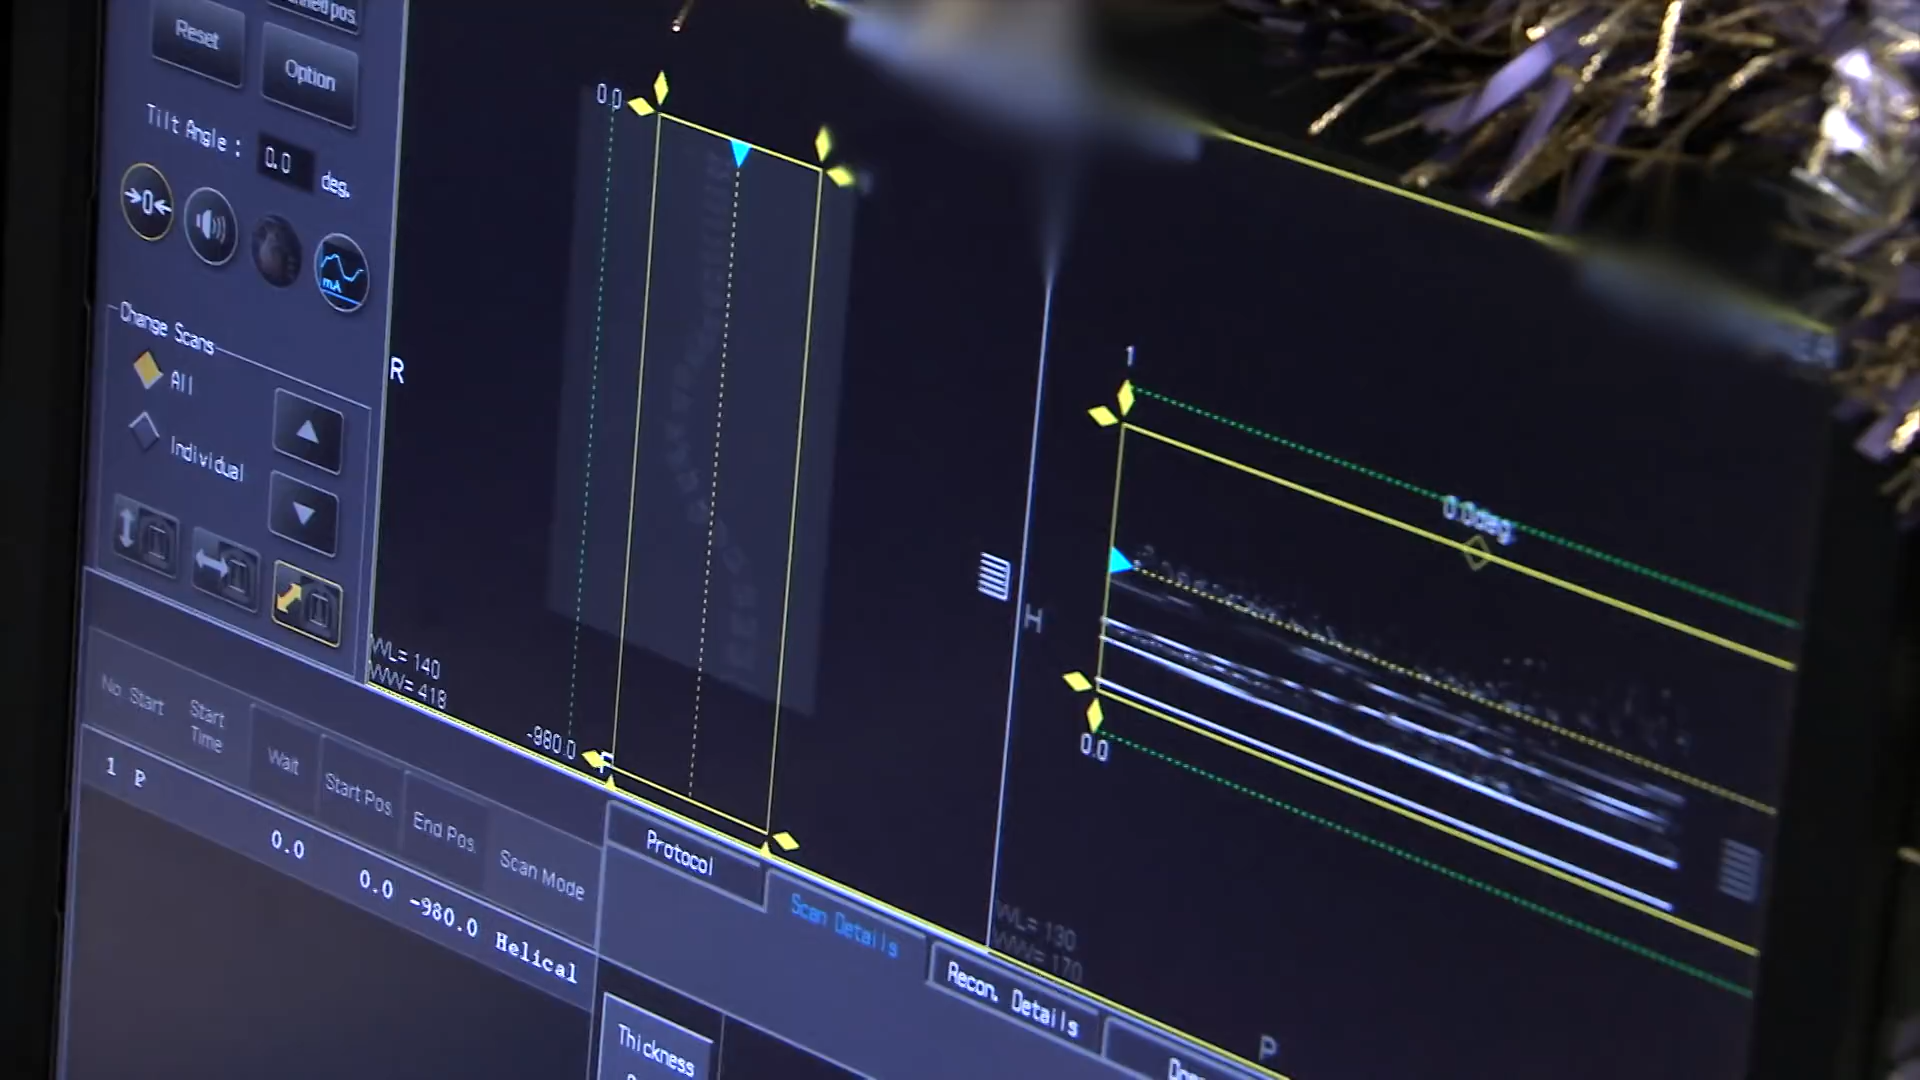 Reset
Option
Tilt Angle :
0.0
deg.
→0←
mA
Change Scans
All
Individual
R
0.0
WL= 140
WW= 418
-980.0
F
1
0.0deg
H
0.0
WL= 130
WW= 170
P
No. Start
Start Time
Wait
Start Pos.
End Pos.
Scan Mode
1 P
0.0
0.0 -980.0 Helical
Protocol
Scan Details
Recon. Details
Thickness